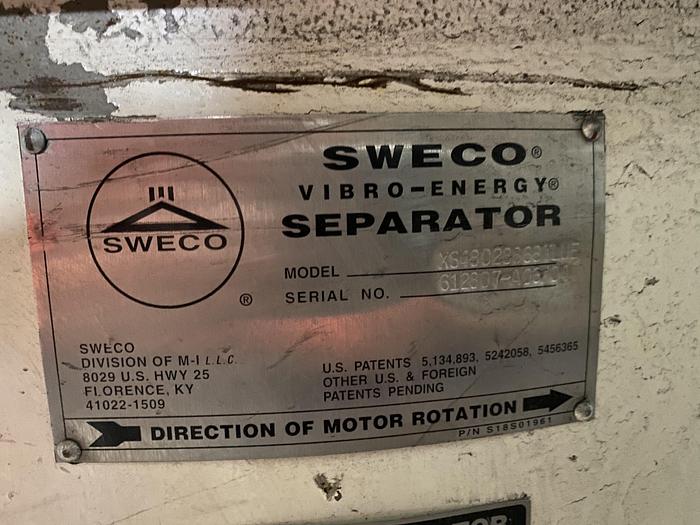 SWECO®
VIBRO-ENERGY®
SEPARATOR
SWECO
®
MODEL
SERIAL NO.
SWECO
DIVISION OF M-I L.L.C.
8029 U.S. HWY 25
FLORENCE, KY
41022-1509
U.S. PATENTS 5,134,893, 5242058, 5456365
OTHER U.S. & FOREIGN
PATENTS PENDING
DIRECTION OF MOTOR ROTATION
P/N S18S01961